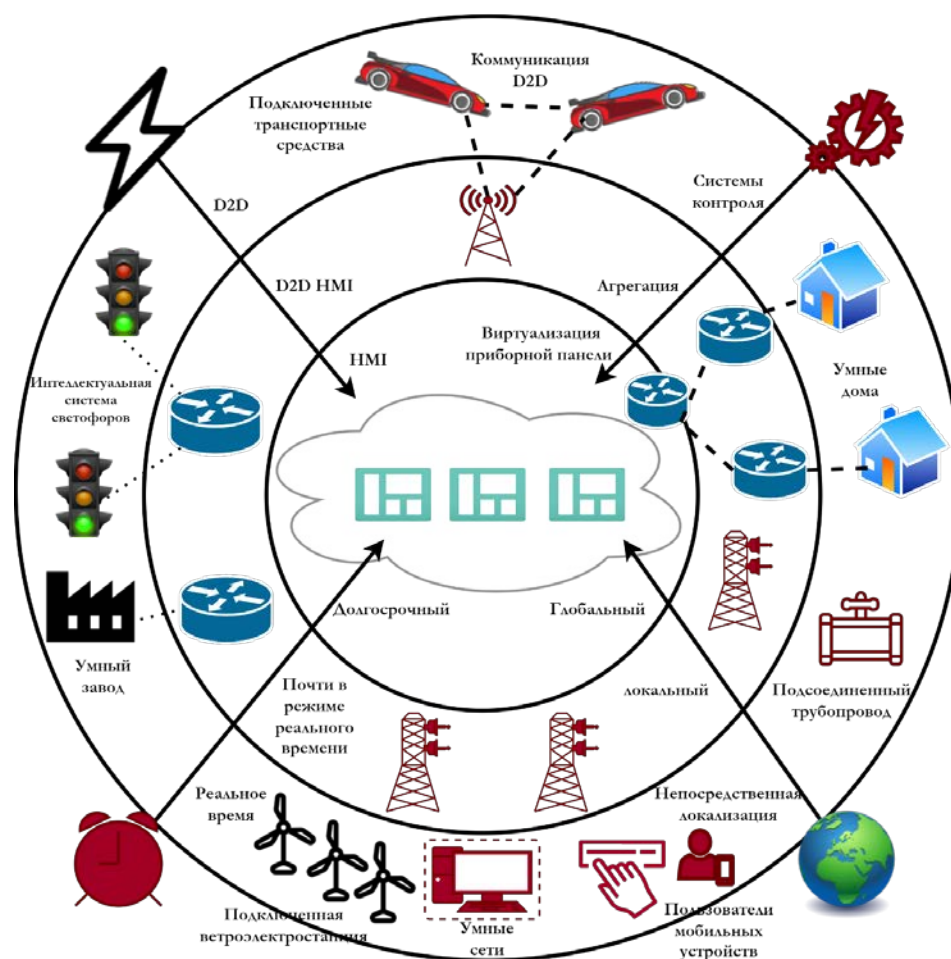 Коммуникация
D2D
Подключенные
транспортные
средства
Системы
контроля
D2D
D2D HMI
Агрегация
Виртуализация
приборной панели
HMI
Умные
дома
Интеллектуальная
система
светофоров
Долгосрочный
Глобальный
Умный
завод
Почти в
режиме
реального
времени
локальный
Подсоединенный
трубопровод
Реальное
время
Непосредственная
локализация
Подключенная
ветроэлектростанция
Умные
сети
Пользователи
мобильных
устройств